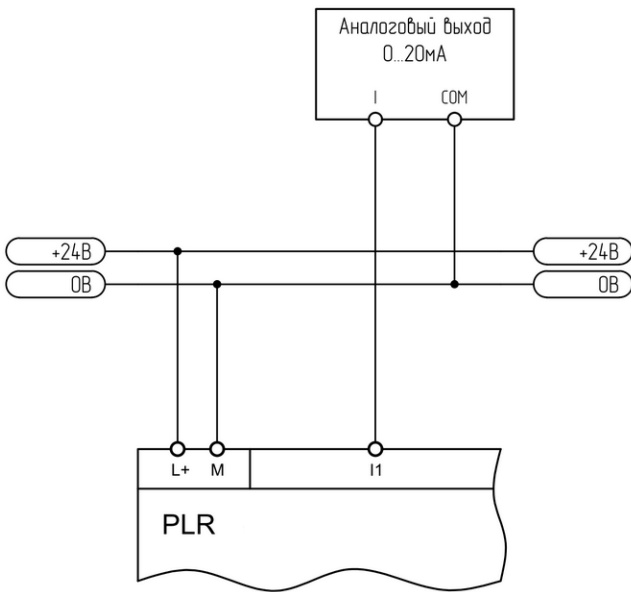 Аналоговый выход
0...20мА
I COM
+24В +24В
0В 0В
L+ M I1
PLR